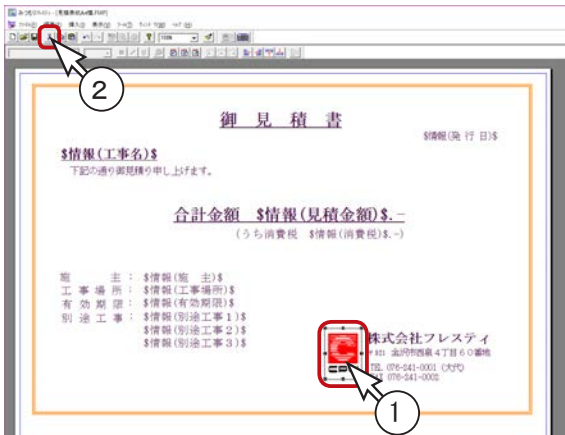 100%
②
御 見 積 書
$情報(発 行 日)$
$情報(工事名)$
下記の通り御見積り申し上げます。
合計金額 $情報(見積金額)$.−
(うち消費税 $情報(消費税)$.−)
施 主 : $情報(施 主)$
工 事 場 所 : $情報(工事場所)$
有 効 期 限 : $情報(有効期限)$
別 途 工 事 : $情報(別途工事1)$
$情報(別途工事2)$
$情報(別途工事3)$
株式会社フレスティ
〒921 金沢市西泉4丁目60番地
TEL 076-241-0001 (大代)
FAX 076-241-0002
①